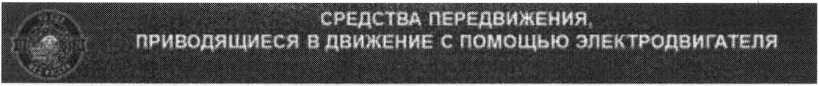 СРЕДСТВА ПЕРЕДВИЖЕНИЯ,
ПРИВОДЯЩИЕСЯ В ДВИЖЕНИЕ С ПОМОЩЬЮ ЭЛЕКТРОДВИГАТЕЛЯ